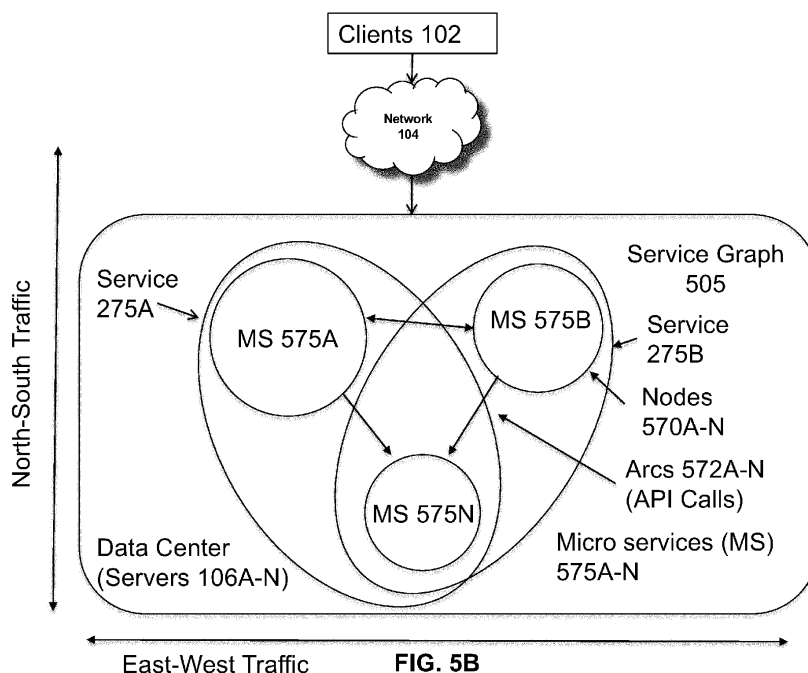 Clients 102
Network
104
North-South Traffic
Service Graph
505
Service
275A
MS 575A
MS 575B
Service
275B
Nodes
570A-N
Arcs 572A-N
(API Calls)
MS 575N
Micro services (MS)
575A-N
Data Center
(Servers 106A-N)
East-West Traffic
FIG. 5B